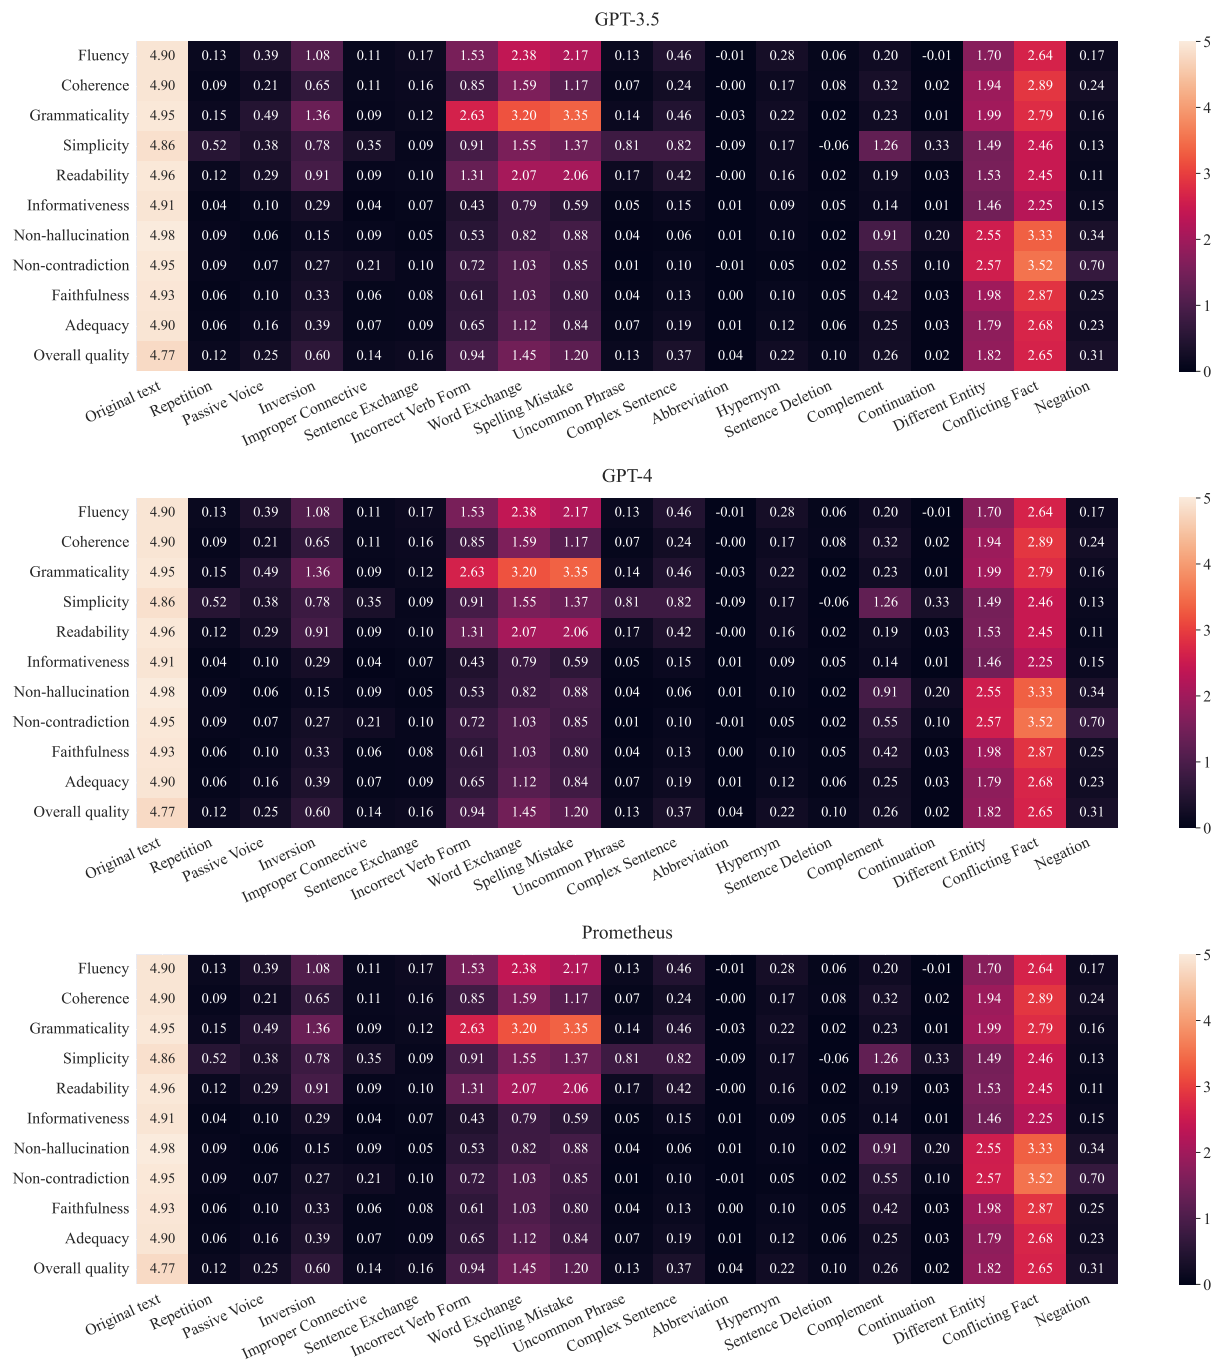 GPT-3.5
Fluency 4.90 0.13 0.39 1.08 0.11 0.17 1.53 2.38 2.17 0.13 0.46 -0.01 0.28 0.06 0.20 -0.01 1.70 2.64 0.17
Coherence 4.90 0.09 0.21 0.65 0.11 0.16 0.85 1.59 1.17 0.07 0.24 -0.00 0.17 0.08 0.32 0.02 1.94 2.89 0.24
Grammaticality 4.95 0.15 0.49 1.36 0.09 0.12 2.63 3.20 3.35 0.14 0.46 -0.03 0.22 0.02 0.23 0.01 1.99 2.79 0.16
Simplicity 4.86 0.52 0.38 0.78 0.35 0.09 0.91 1.55 1.37 0.81 0.82 -0.09 0.17 -0.06 1.26 0.33 1.49 2.46 0.13
Readability 4.96 0.12 0.29 0.91 0.09 0.10 1.31 2.07 2.06 0.17 0.42 -0.00 0.16 0.02 0.19 0.03 1.53 2.45 0.11
Informativeness 4.91 0.04 0.10 0.29 0.04 0.07 0.43 0.79 0.59 0.05 0.15 0.01 0.09 0.05 0.14 0.01 1.46 2.25 0.15
Non-hallucination 4.98 0.09 0.06 0.15 0.09 0.05 0.53 0.82 0.88 0.04 0.06 0.01 0.10 0.02 0.91 0.20 2.55 3.33 0.34
Non-contradiction 4.95 0.09 0.07 0.27 0.21 0.10 0.72 1.03 0.85 0.01 0.10 -0.01 0.05 0.02 0.55 0.10 2.57 3.52 0.70
Faithfulness 4.93 0.06 0.10 0.33 0.06 0.08 0.61 1.03 0.80 0.04 0.13 0.00 0.10 0.05 0.42 0.03 1.98 2.87 0.25
Adequacy 4.90 0.06 0.16 0.39 0.07 0.09 0.65 1.12 0.84 0.07 0.19 0.01 0.12 0.06 0.25 0.03 1.79 2.68 0.23
Overall quality 4.77 0.12 0.25 0.60 0.14 0.16 0.94 1.45 1.20 0.13 0.37 0.04 0.22 0.10 0.26 0.02 1.82 2.65 0.31
Original text Repetition Passive Voice Inversion Improper Connective Sentence Exchange Incorrect Verb Form Word Exchange Spelling Mistake Uncommon Phrase Complex Sentence Abbreviation Hypernym Sentence Deletion Complement Continuation Different Entity Conflicting Fact Negation
5
4
3
2
1
0
GPT-4
Fluency 4.90 0.13 0.39 1.08 0.11 0.17 1.53 2.38 2.17 0.13 0.46 -0.01 0.28 0.06 0.20 -0.01 1.70 2.64 0.17
Coherence 4.90 0.09 0.21 0.65 0.11 0.16 0.85 1.59 1.17 0.07 0.24 -0.00 0.17 0.08 0.32 0.02 1.94 2.89 0.24
Grammaticality 4.95 0.15 0.49 1.36 0.09 0.12 2.63 3.20 3.35 0.14 0.46 -0.03 0.22 0.02 0.23 0.01 1.99 2.79 0.16
Simplicity 4.86 0.52 0.38 0.78 0.35 0.09 0.91 1.55 1.37 0.81 0.82 -0.09 0.17 -0.06 1.26 0.33 1.49 2.46 0.13
Readability 4.96 0.12 0.29 0.91 0.09 0.10 1.31 2.07 2.06 0.17 0.42 -0.00 0.16 0.02 0.19 0.03 1.53 2.45 0.11
Informativeness 4.91 0.04 0.10 0.29 0.04 0.07 0.43 0.79 0.59 0.05 0.15 0.01 0.09 0.05 0.14 0.01 1.46 2.25 0.15
Non-hallucination 4.98 0.09 0.06 0.15 0.09 0.05 0.53 0.82 0.88 0.04 0.06 0.01 0.10 0.02 0.91 0.20 2.55 3.33 0.34
Non-contradiction 4.95 0.09 0.07 0.27 0.21 0.10 0.72 1.03 0.85 0.01 0.10 -0.01 0.05 0.02 0.55 0.10 2.57 3.52 0.70
Faithfulness 4.93 0.06 0.10 0.33 0.06 0.08 0.61 1.03 0.80 0.04 0.13 0.00 0.10 0.05 0.42 0.03 1.98 2.87 0.25
Adequacy 4.90 0.06 0.16 0.39 0.07 0.09 0.65 1.12 0.84 0.07 0.19 0.01 0.12 0.06 0.25 0.03 1.79 2.68 0.23
Overall quality 4.77 0.12 0.25 0.60 0.14 0.16 0.94 1.45 1.20 0.13 0.37 0.04 0.22 0.10 0.26 0.02 1.82 2.65 0.31
Original text Repetition Passive Voice Inversion Improper Connective Sentence Exchange Incorrect Verb Form Word Exchange Spelling Mistake Uncommon Phrase Complex Sentence Abbreviation Hypernym Sentence Deletion Complement Continuation Different Entity Conflicting Fact Negation
5
4
3
2
1
0
Prometheus
Fluency 4.90 0.13 0.39 1.08 0.11 0.17 1.53 2.38 2.17 0.13 0.46 -0.01 0.28 0.06 0.20 -0.01 1.70 2.64 0.17
Coherence 4.90 0.09 0.21 0.65 0.11 0.16 0.85 1.59 1.17 0.07 0.24 -0.00 0.17 0.08 0.32 0.02 1.94 2.89 0.24
Grammaticality 4.95 0.15 0.49 1.36 0.09 0.12 2.63 3.20 3.35 0.14 0.46 -0.03 0.22 0.02 0.23 0.01 1.99 2.79 0.16
Simplicity 4.86 0.52 0.38 0.78 0.35 0.09 0.91 1.55 1.37 0.81 0.82 -0.09 0.17 -0.06 1.26 0.33 1.49 2.46 0.13
Readability 4.96 0.12 0.29 0.91 0.09 0.10 1.31 2.07 2.06 0.17 0.42 -0.00 0.16 0.02 0.19 0.03 1.53 2.45 0.11
Informativeness 4.91 0.04 0.10 0.29 0.04 0.07 0.43 0.79 0.59 0.05 0.15 0.01 0.09 0.05 0.14 0.01 1.46 2.25 0.15
Non-hallucination 4.98 0.09 0.06 0.15 0.09 0.05 0.53 0.82 0.88 0.04 0.06 0.01 0.10 0.02 0.91 0.20 2.55 3.33 0.34
Non-contradiction 4.95 0.09 0.07 0.27 0.21 0.10 0.72 1.03 0.85 0.01 0.10 -0.01 0.05 0.02 0.55 0.10 2.57 3.52 0.70
Faithfulness 4.93 0.06 0.10 0.33 0.06 0.08 0.61 1.03 0.80 0.04 0.13 0.00 0.10 0.05 0.42 0.03 1.98 2.87 0.25
Adequacy 4.90 0.06 0.16 0.39 0.07 0.09 0.65 1.12 0.84 0.07 0.19 0.01 0.12 0.06 0.25 0.03 1.79 2.68 0.23
Overall quality 4.77 0.12 0.25 0.60 0.14 0.16 0.94 1.45 1.20 0.13 0.37 0.04 0.22 0.10 0.26 0.02 1.82 2.65 0.31
Original text Repetition Passive Voice Inversion Improper Connective Sentence Exchange Incorrect Verb Form Word Exchange Spelling Mistake Uncommon Phrase Complex Sentence Abbreviation Hypernym Sentence Deletion Complement Continuation Different Entity Conflicting Fact Negation
5
4
3
2
1
0